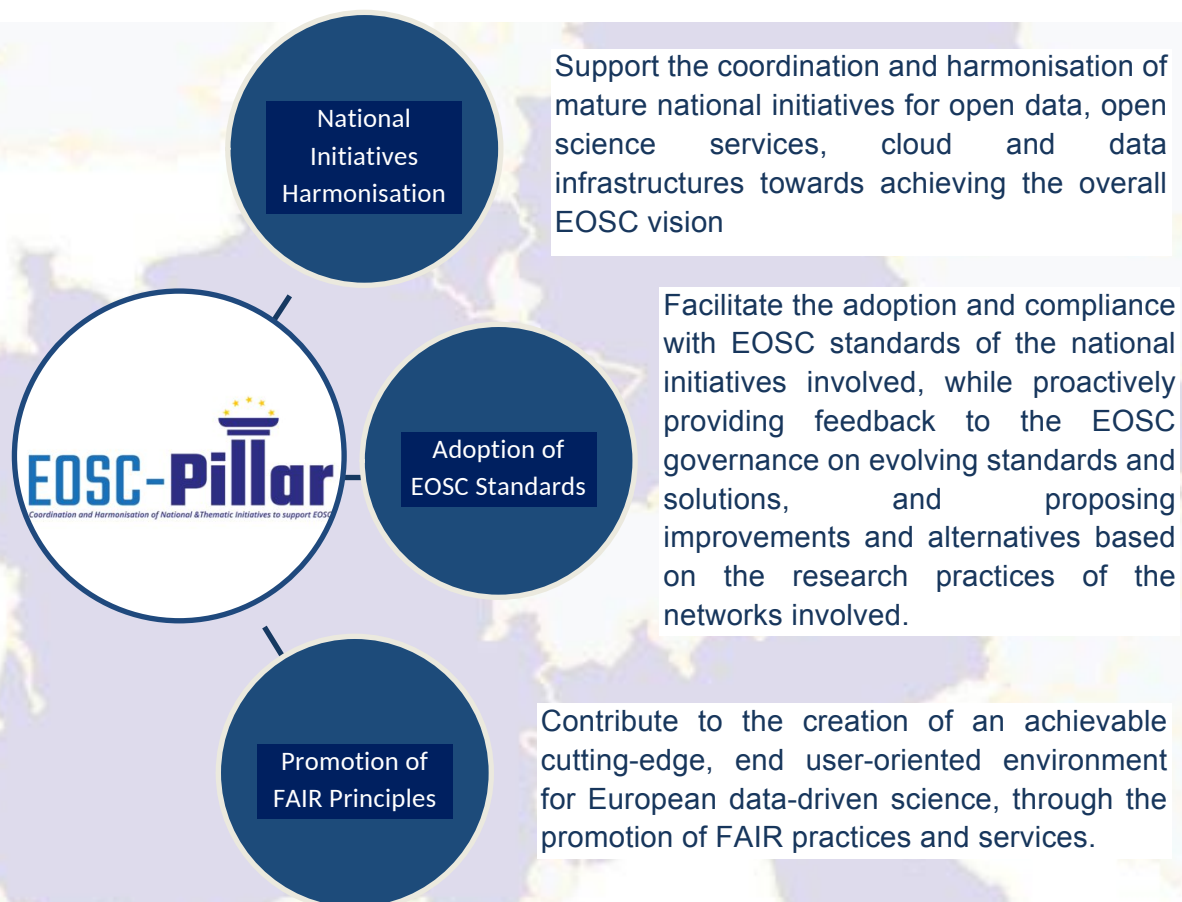 National
Initiatives
Harmonisation
Support the coordination and harmonisation of
mature national initiatives for open data, open
science services, cloud and data
infrastructures towards achieving the overall
EOSC vision
EOSC-Pillar
Coordination and Harmonisation of National &Thematic Initiatives to support EOSC
Adoption of
EOSC Standards
Facilitate the adoption and compliance
with EOSC standards of the national
initiatives involved, while proactively
providing feedback to the EOSC
governance on evolving standards and
solutions, and proposing
improvements and alternatives based
on the research practices of the
networks involved.
Promotion of
FAIR Principles
Contribute to the creation of an achievable
cutting-edge, end user-oriented environment
for European data-driven science, through the
promotion of FAIR practices and services.